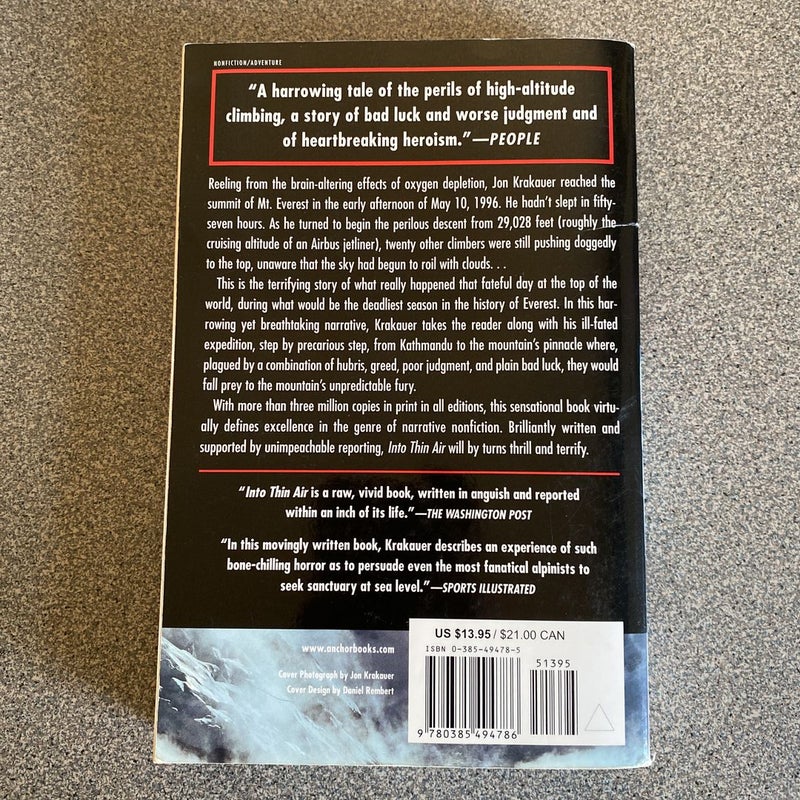 NONFICTION/ADVENTURE
“A harrowing tale of the perils of high-altitude
climbing, a story of bad luck and worse judgment and
of heartbreaking heroism.”—PEOPLE
Reeling from the brain-altering effects of oxygen depletion, Jon Krakauer reached the
summit of Mt. Everest in the early afternoon of May 10, 1996. He hadn’t slept in fifty-
seven hours. As he turned to begin the perilous descent from 29,028 feet (roughly the
cruising altitude of an Airbus jetliner), twenty other climbers were still pushing doggedly
to the top, unaware that the sky had begun to roil with clouds. . .
This is the terrifying story of what really happened that fateful day at the top of the
world, during what would be the deadliest season in the history of Everest. In this har-
rowing yet breathtaking narrative, Krakauer takes the reader along with his ill-fated
expedition, step by precarious step, from Kathmandu to the mountain’s pinnacle where,
plagued by a combination of hubris, greed, poor judgment, and plain bad luck, they would
fall prey to the mountain’s unpredictable fury.
With more than three million copies in print in all editions, this sensational book virtu-
ally defines excellence in the genre of narrative nonfiction. Brilliantly written and
supported by unimpeachable reporting, Into Thin Air will by turns thrill and terrify.
“Into Thin Air is a raw, vivid book, written in anguish and reported
within an inch of its life.”—THE WASHINGTON POST
“In this movingly written book, Krakauer describes an experience of such
bone-chilling horror as to persuade even the most fanatical alpinists to
seek sanctuary at sea level.”—SPORTS ILLUSTRATED
www.anchorbooks.com
Cover Photograph by Jon Krakauer
Cover Design by Daniel Rembert
US $13.95 / $21.00 CAN
ISBN 0-385-49478-5
51395
9 780385 494786